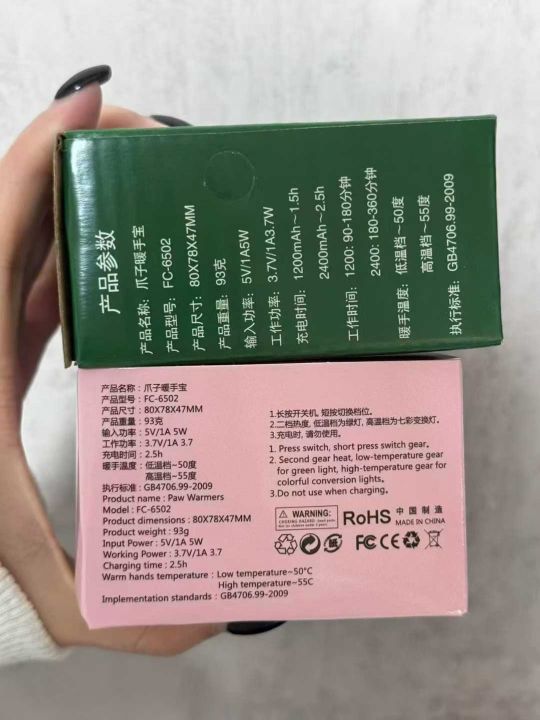 产品参数
产品名称: 爪子暖手宝
产品型号: FC-6502
产品尺寸: 80X78X47MM
产品重量: 93克
输入功率: 5V/1A5W
工作功率: 3.7V/1A3.7W
充电时间: 1200mAh~1.5h
2400mAh~2.5h
工作时间: 1200: 90-180分钟
2400: 180-360分钟
暖手温度: 低温档~50度
高温档~55度
执行标准: GB4706.99-2009
产品名称: 爪子暖手宝
产品型号: FC-6502
产品尺寸: 80X78X47MM
产品重量: 93克
输入功率: 5V/1A 5W
工作功率: 3.7V/1A 3.7
充电时间: 2.5h
暖手温度: 低温档~50度
高温档~55度
执行标准: GB4706.99-2009
Product name: Paw Warmers
Model: FC-6502
Product dimensions: 80X78X47MM
Product weight: 93g
Input Power: 5V/1A 5W
Working Power: 3.7V/1A 3.7
Charging time: 2.5h
Warm hands temperature: Low temperature~50°C
High temperature~55C
Implementation standards: GB4706.99-2009
1.长按开关机, 短按切换档位。
2.二档热度, 低温档为绿灯, 高温档为七彩变换灯。
3.充电时, 请勿使用。
1. Press switch, short press switch gear.
2. Second gear heat, low-temperature gear
for green light, high-temperature gear for
colorful conversion lights.
3.Do not use when charging.
WARNING:
RoHS 中国制造
MADE IN CHINA
FC CE